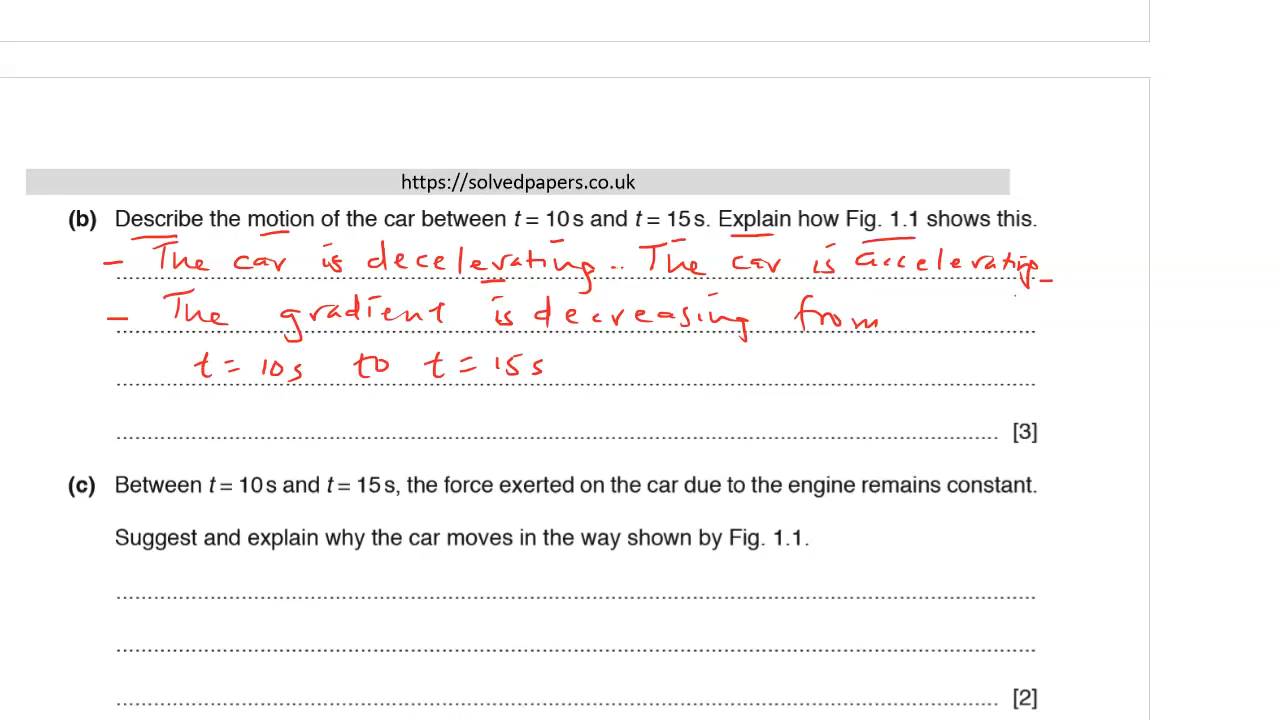 https://solvedpapers.co.uk
(b) Describe the motion of the car between t = 10 s and t = 15 s. Explain how Fig. 1.1 shows this.
– The car is decelerating.. The car is accelerating –
– The gradient is decreasing from
t = 10s to t = 15 s
[3]
(c) Between t = 10 s and t = 15 s, the force exerted on the car due to the engine remains constant.
Suggest and explain why the car moves in the way shown by Fig. 1.1.
[2]